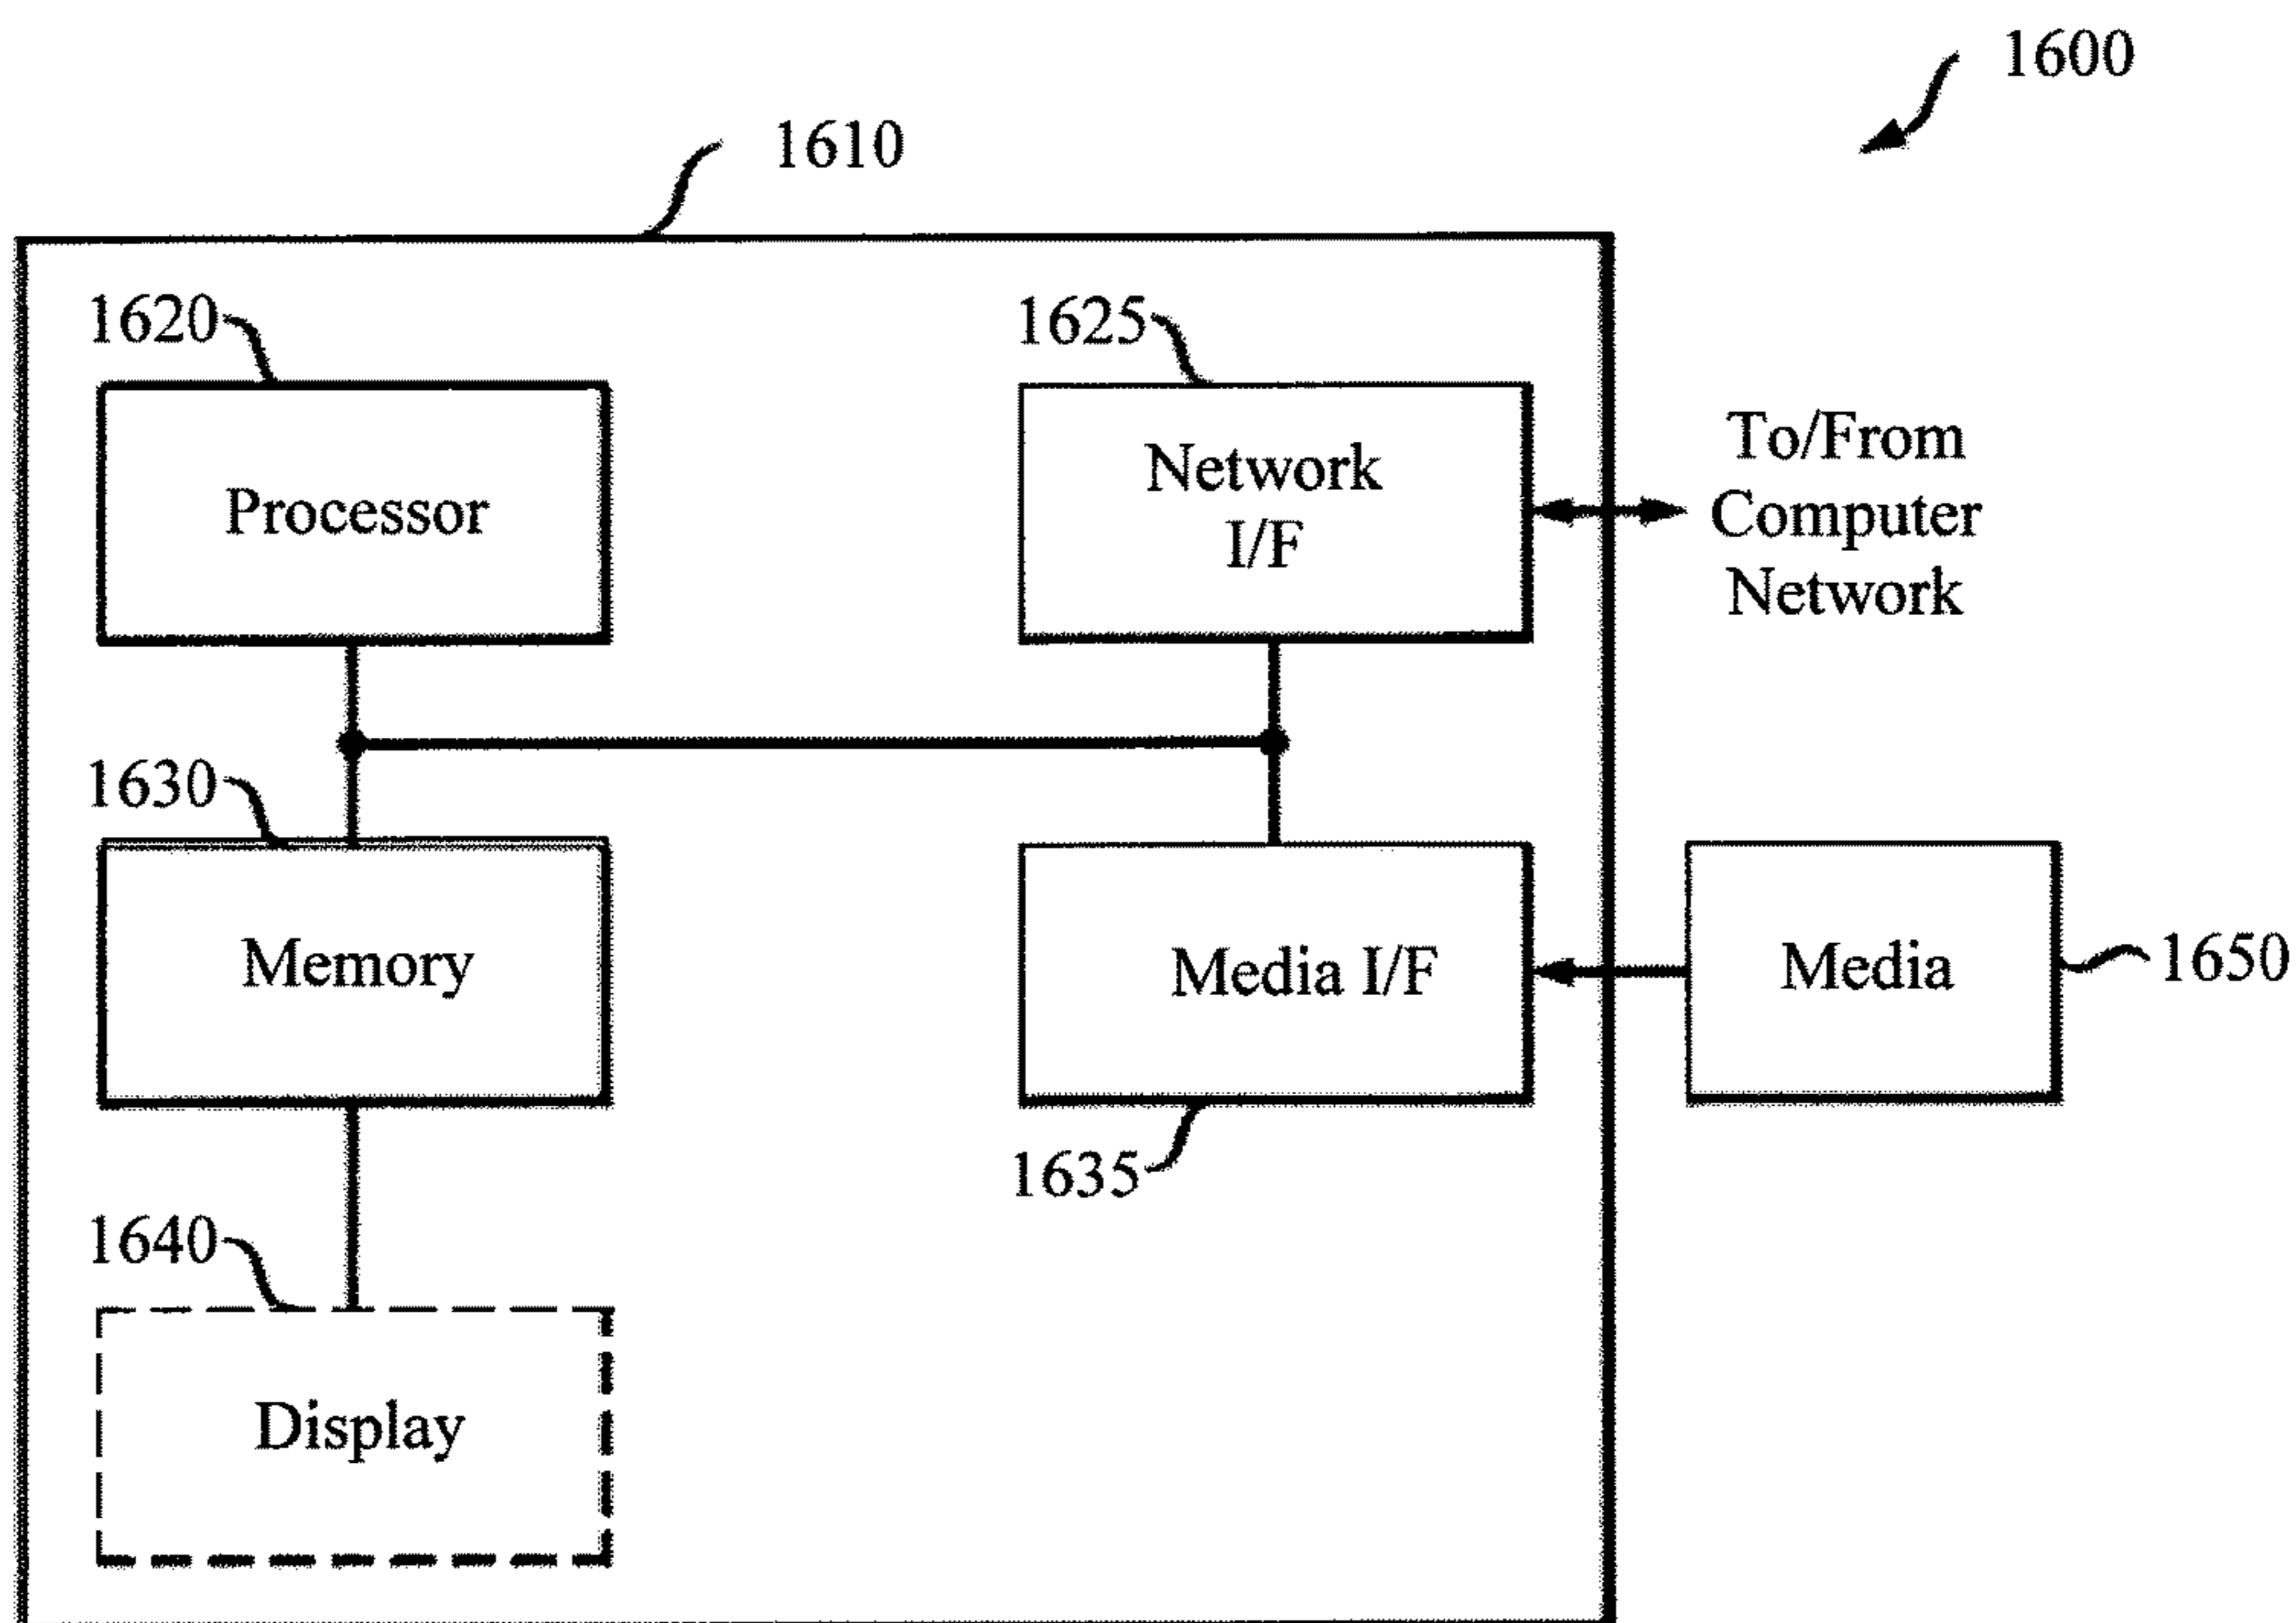 1600
1610
1620
1625
Processor
Network
I/F
To/From
Computer
Network
1630
Memory
Media I/F
Media
1650
1635
1640
Display